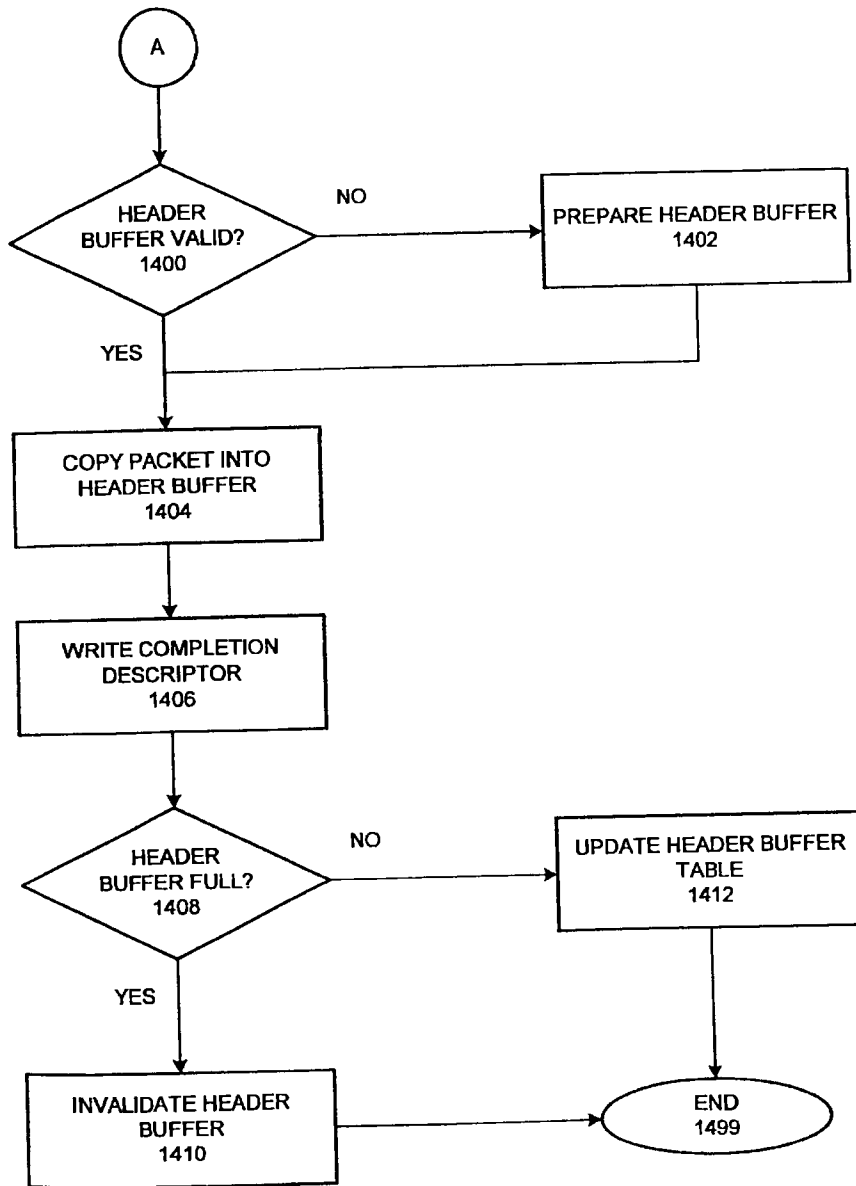 A
HEADER
BUFFER VALID?
1400
NO
PREPARE HEADER BUFFER
1402
YES
COPY PACKET INTO
HEADER BUFFER
1404
WRITE COMPLETION
DESCRIPTOR
1406
HEADER
BUFFER FULL?
1408
NO
UPDATE HEADER BUFFER
TABLE
1412
YES
INVALIDATE HEADER
BUFFER
1410
END
1499